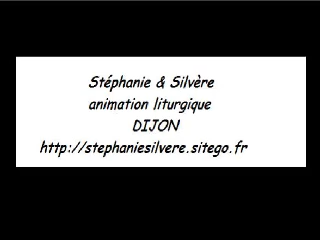 Stéphanie & Silvère
animation liturgique
DIJON
http://stephaniesilvere.sitego.fr